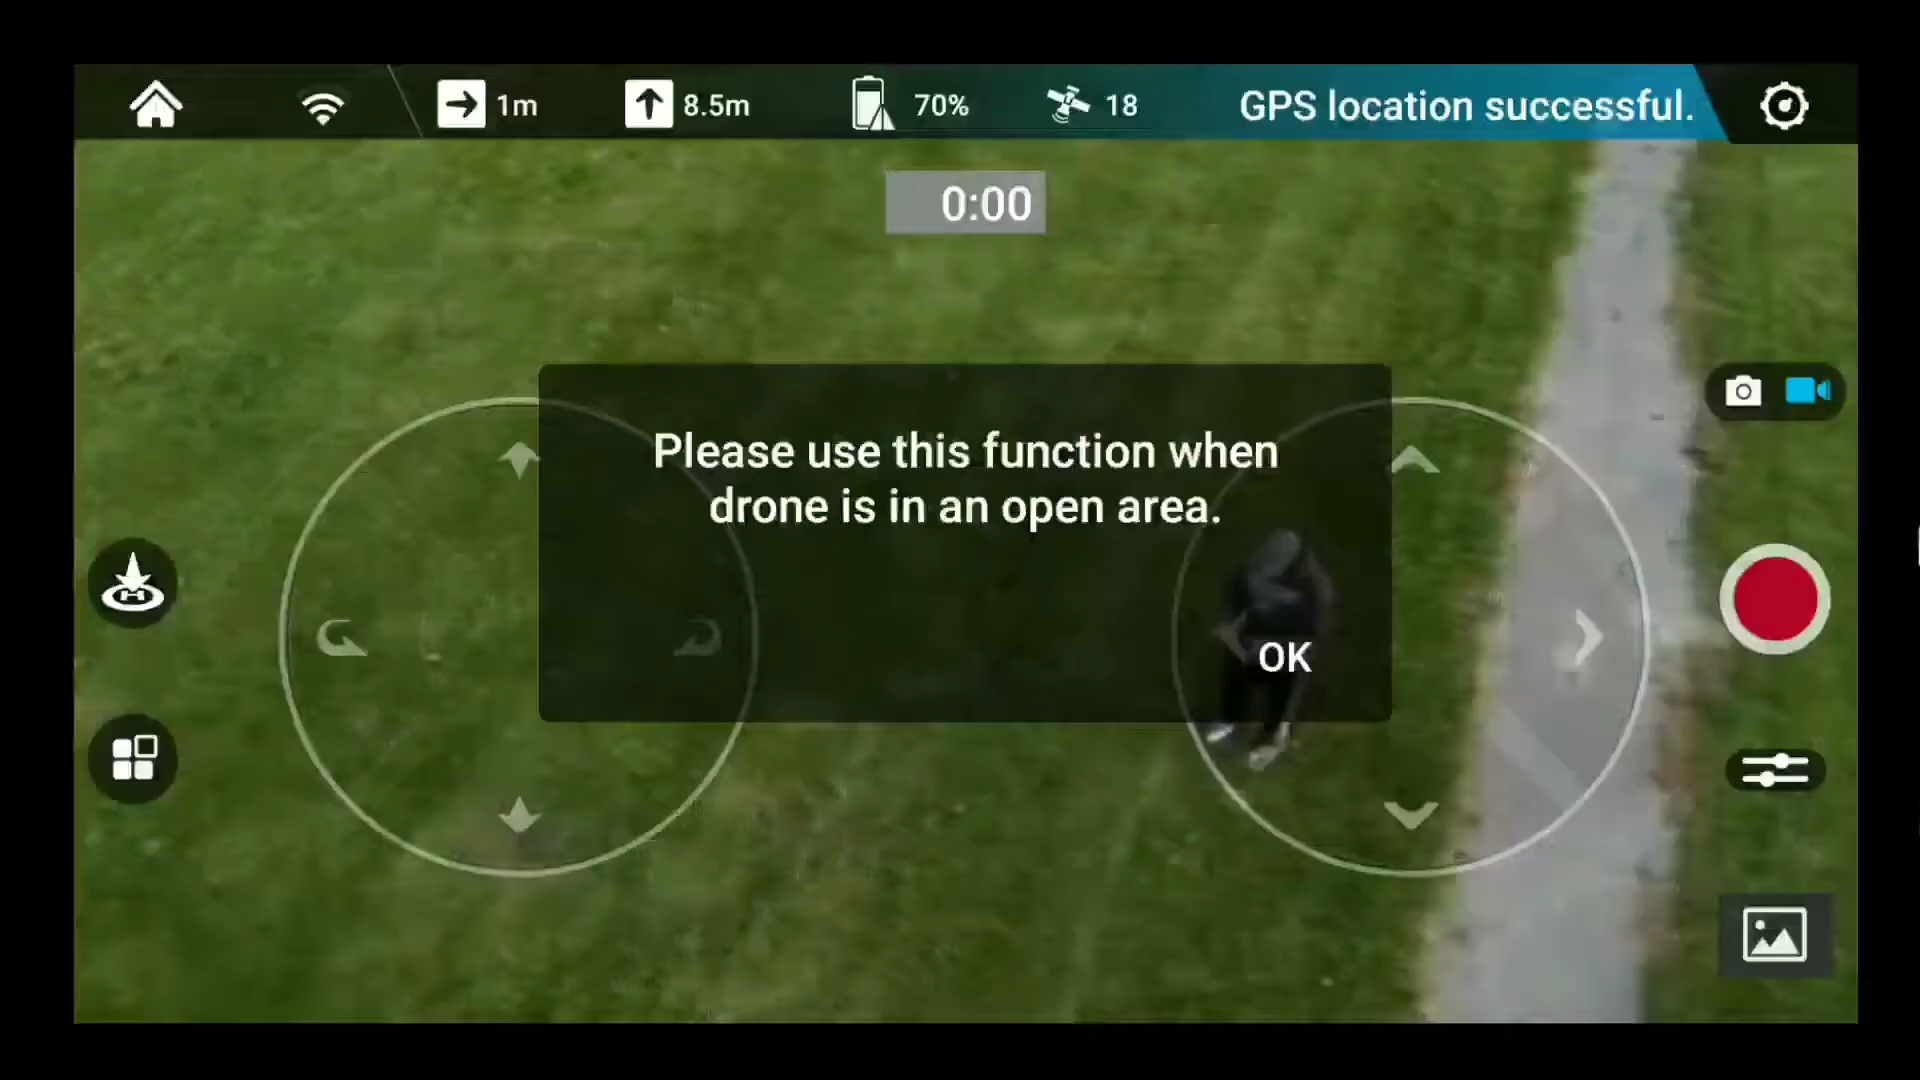 1m
8.5m
70%
18
GPS location successful.
0:00
Please use this function when
drone is in an open area.
OK